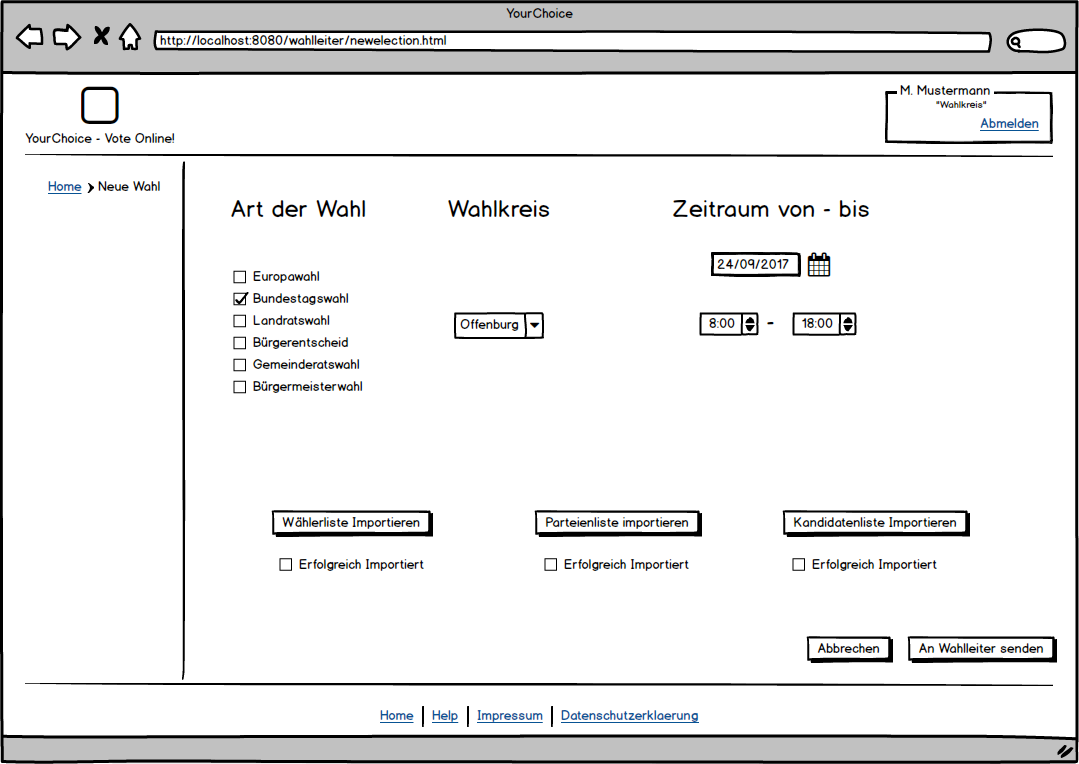 YourChoice
http://localhost:8080/wahlleiter/newelection.html
YourChoice - Vote Online!
M. Mustermann
"Wahlkreis"
Abmelden
Home Neue Wahl
Art der Wahl
Europawahl
Bundestagswahl
Landratswahl
Bürgerentscheid
Gemeinderatswahl
Bürgermeisterwahl
Wahlkreis
Offenburg
Zeitraum von - bis
24/09/2017
8:00 - 18:00
Wählerliste Importieren
Erfolgreich Importiert
Parteienliste importieren
Erfolgreich Importiert
Kandidatenliste Importieren
Erfolgreich Importiert
Abbrechen
An Wahlleiter senden
Home Help Impressum Datenschutzerklaerung